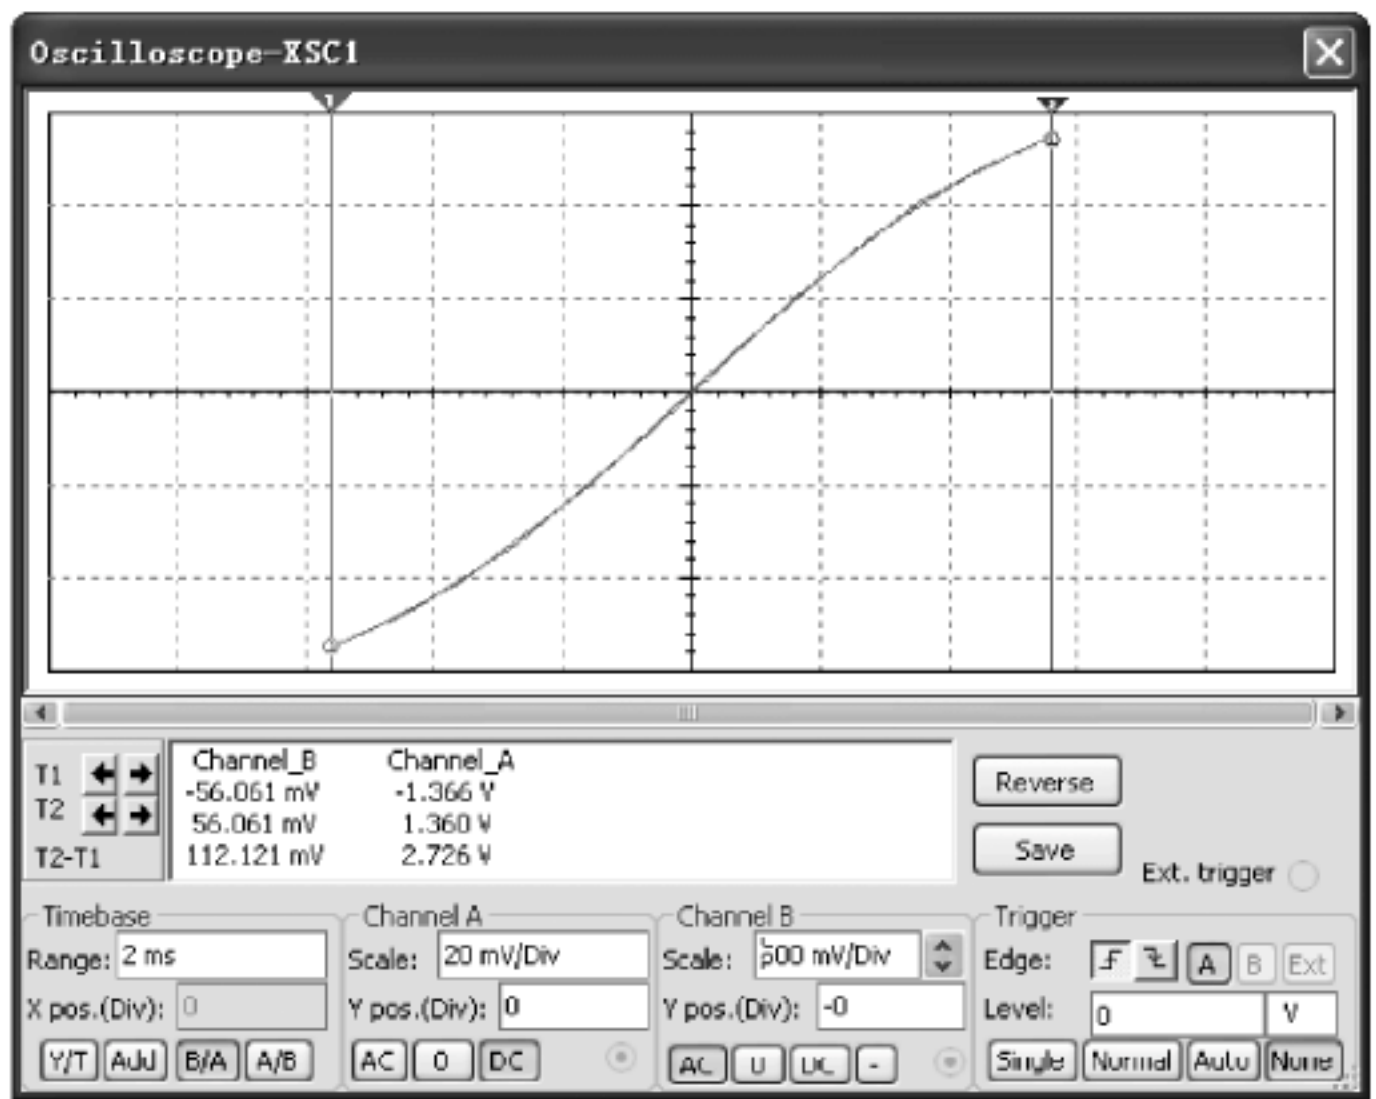 Oscilloscope-XSC1
1
2
Channel_B Channel_A
T1 -56.061 mV -1.366 V
T2 56.061 mV 1.360 V
T2-T1 112.121 mV 2.726 V
Reverse
Save
Ext. trigger
Timebase
Range: 2 ms
X pos.(Div): 0
Y/T Add B/A A/B
Channel A
Scale: 20 mV/Div
Y pos.(Div): 0
AC 0 DC
Channel B
Scale: 500 mV/Div
Y pos.(Div): -0
AC 0 DC -
Trigger
Edge: A B Ext
Level: 0 V
Single Normal Auto None